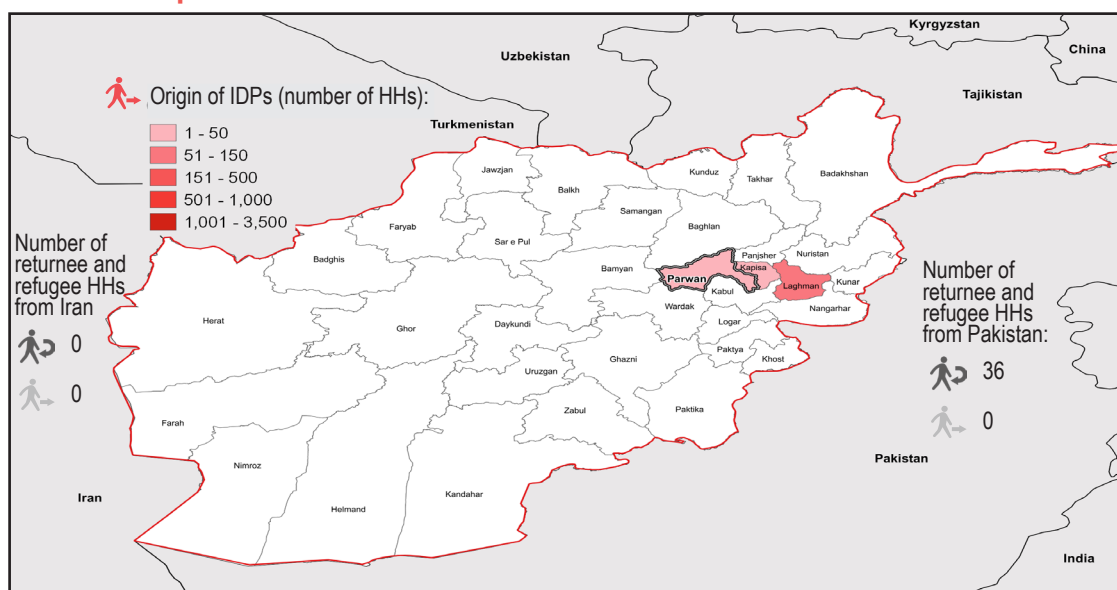 Kyrgyzstan
Uzbekistan
China
Tajikistan
Origin of IDPs (number of HHs):
Turkmenistan
1 - 50
51 - 150
151 - 500
501 - 1,000
1,001 - 3,500
Jawzjan
Balkh
Kunduz
Takhar
Badakhshan
Samangan
Faryab
Baghlan
Sar e Pul
Number of
returnee and
refugee HHs
from Iran
0
0
Badghis
Bamyan
Panjsher
Nuristan
Kapisa
Parwan
Laghman
Kunar
Kabul
Number of
returnee and
refugee HHs
from Pakistan:
36
0
Herat
Ghor
Daykundi
Wardak
Nangarhar
Logar
Paktya
Khost
Ghazni
Uruzgan
Zabul
Paktika
Farah
Nimroz
Helmand
Kandahar
Iran
Pakistan
India